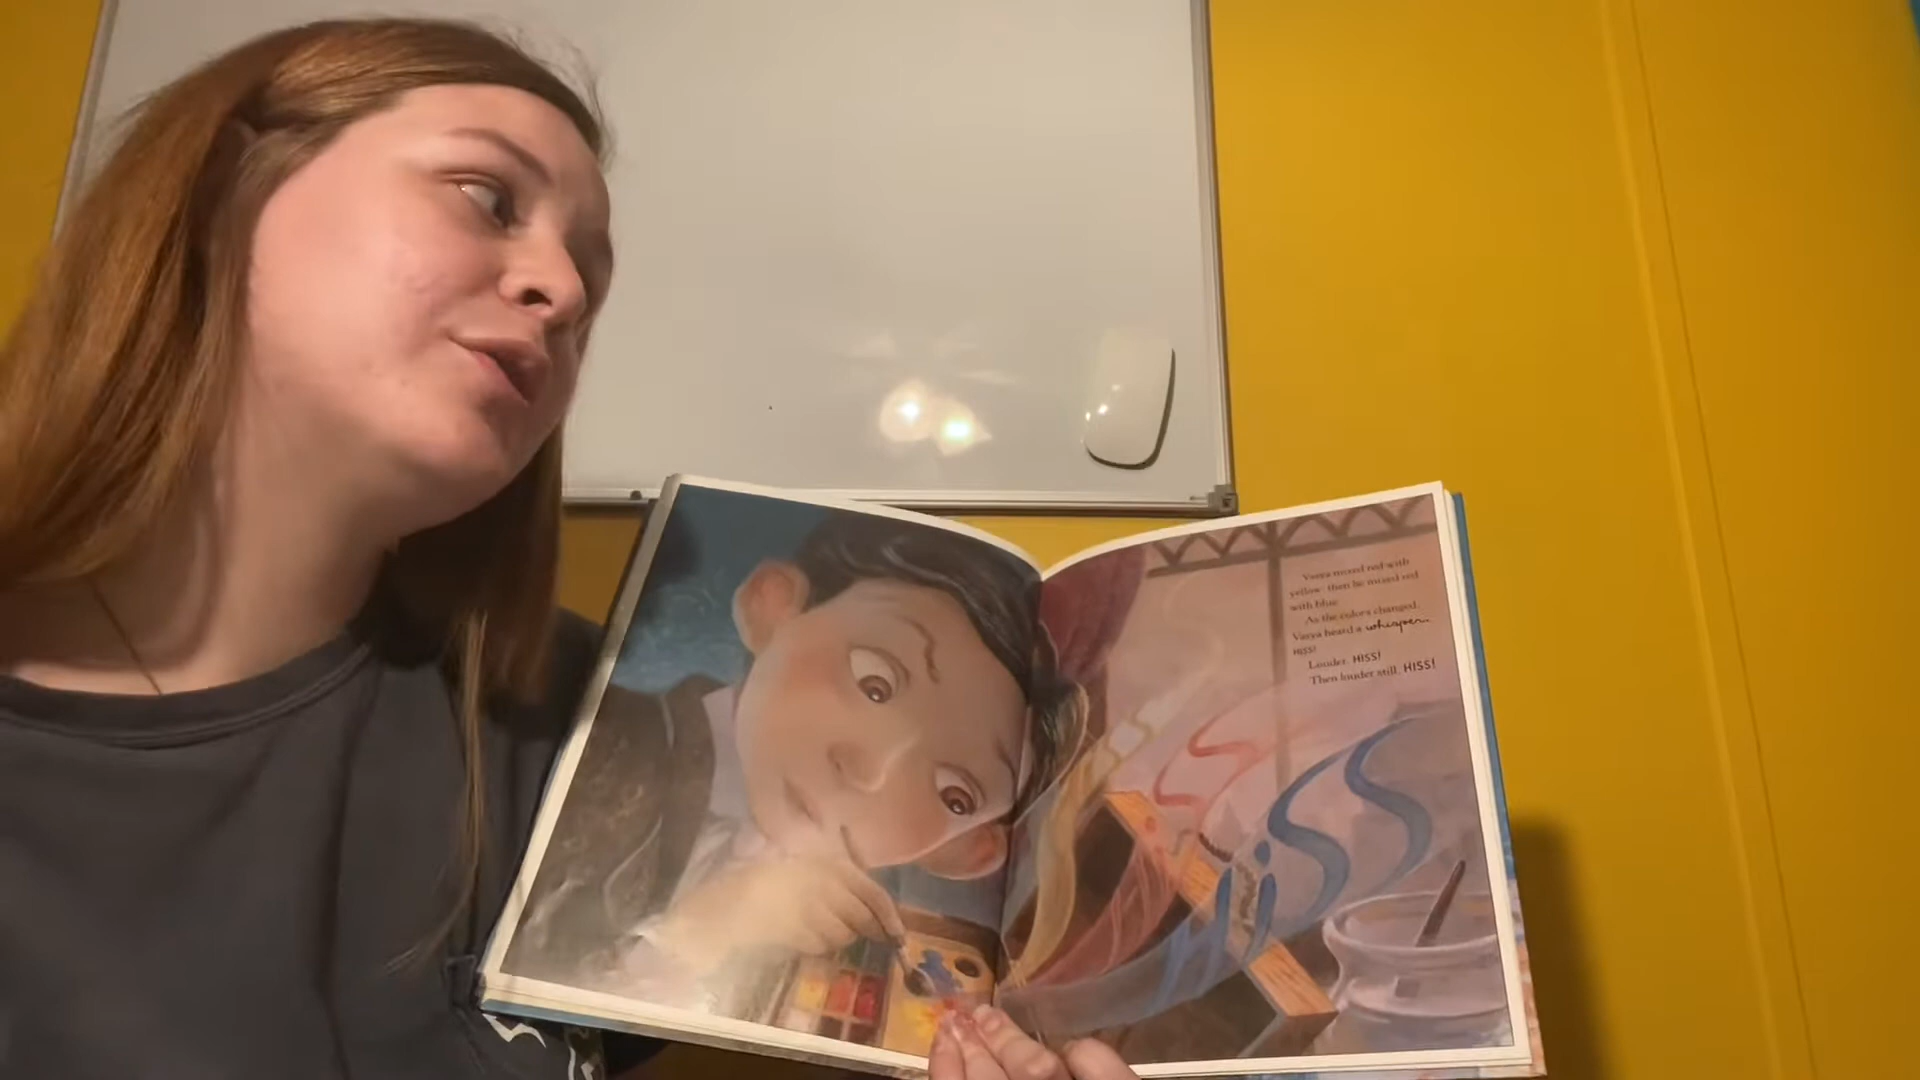 Vasya mixed red with
yellow then he mixed red
with blue.
As the colors changed,
Vasya heard a whisper...
HISS!
Louder. HISS!
Then louder still. HISS!
Hiss